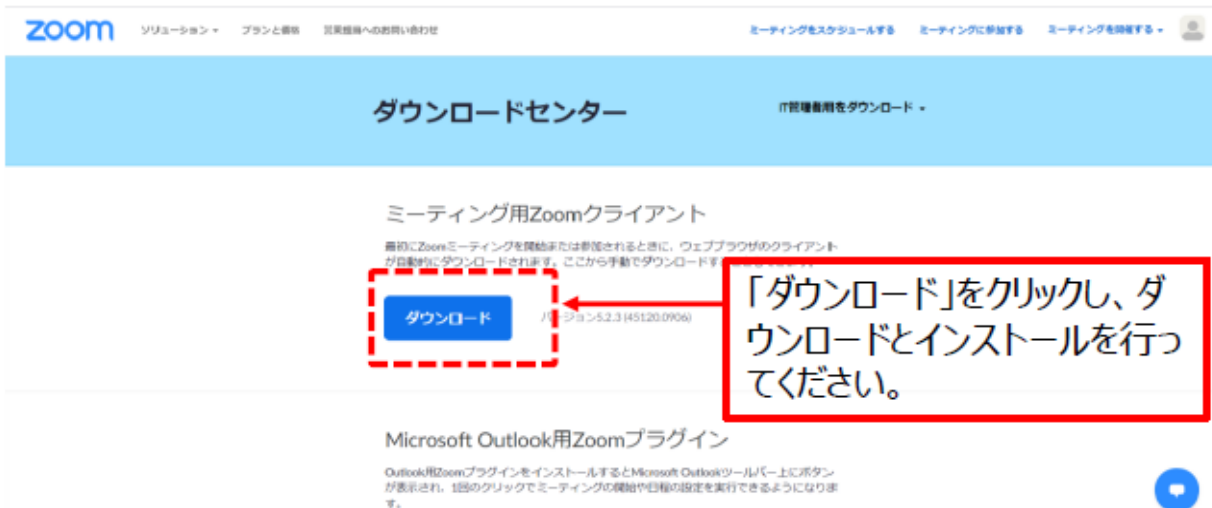 zoom ソリューション プランと価格 営業担当へのお問い合わせ ミーティングをスケジュールする ミーティングに参加する ミーティングを開催する
ダウンロードセンター IT管理者用をダウンロード
ミーティング用Zoomクライアント
最初にZoomミーティングを開始または参加されるときに、ウェブブラウザのクライアント
が自動的にダウンロードされます。ここから手動でダウンロードす
ダウンロード バージョン5.2.3 (45120.0906)
「ダウンロード」をクリックし、ダ
ウンロードとインストールを行っ
てください。
Microsoft Outlook用Zoomプラグイン
Outlook用ZoomプラグインをインストールするとMicrosoft Outlookツールバー上にボタン
が表示され、1回のクリックでミーティングの開始や日程の設定を実行できるようになりま
す。